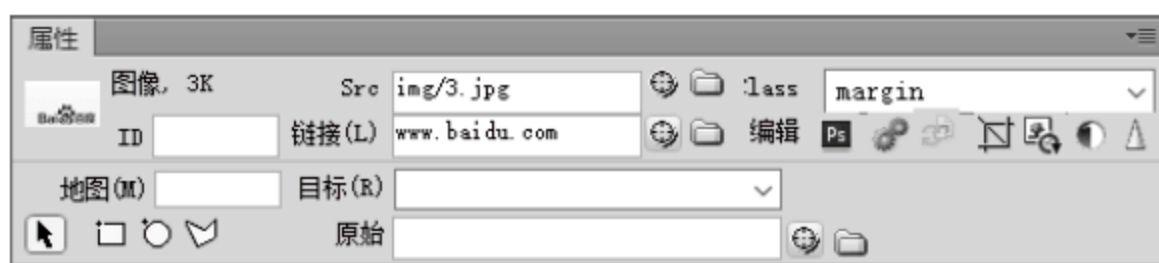 属性
图像, 3K Src img/3.jpg lass margin
ID 链接(L) www.baidu.com 编辑 Ps
地图(M) 目标(R)
原始